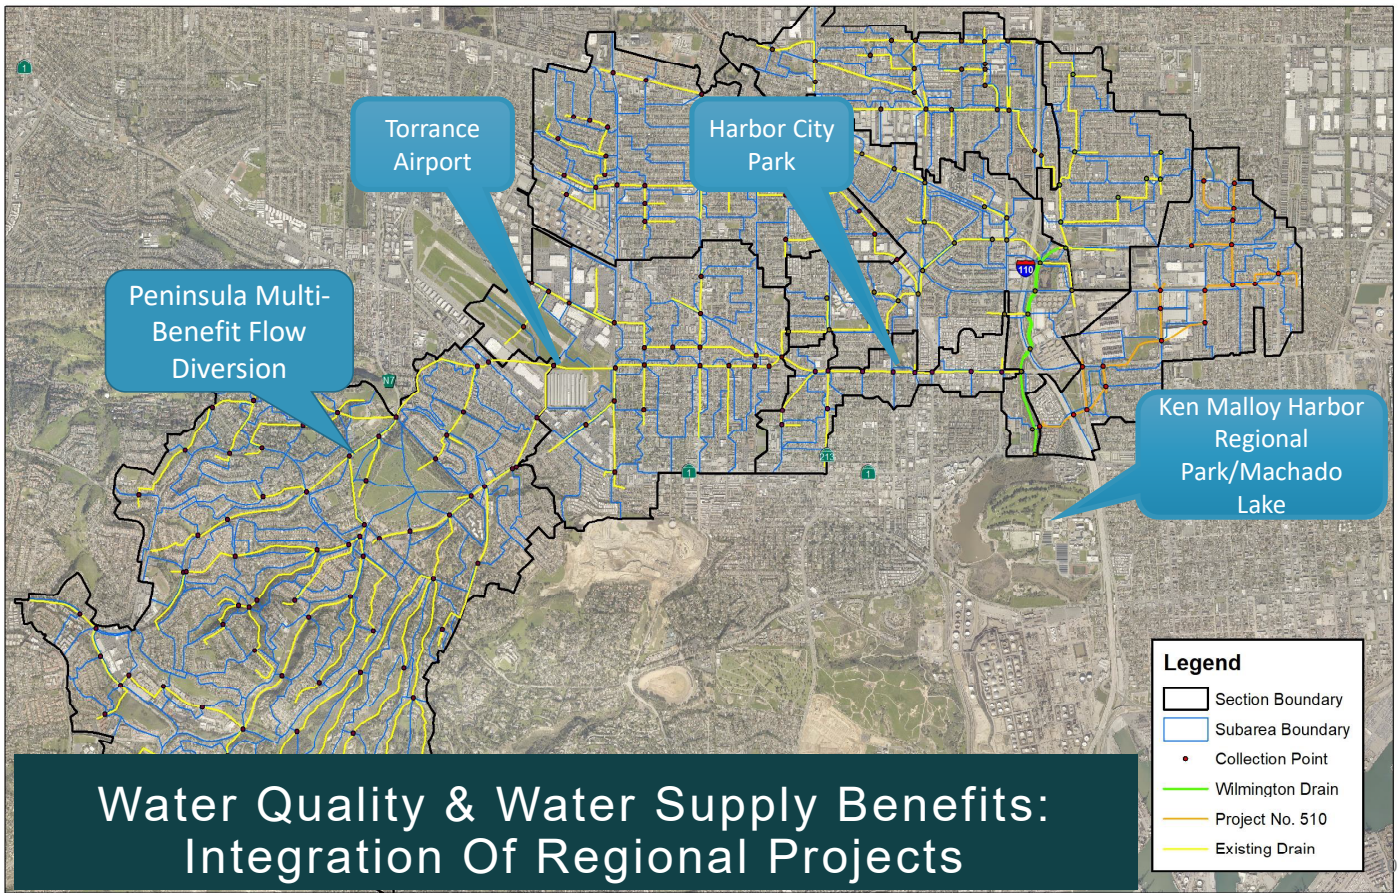 1
Torrance
Airport
Harbor City
Park
110
Peninsula Multi-
Benefit Flow
Diversion
N7
213
1
1
Ken Malloy Harbor
Regional
Park/Machado
Lake
Legend
Section Boundary
Subarea Boundary
Collection Point
Wilmington Drain
Project No. 510
Existing Drain
Water Quality & Water Supply Benefits:
Integration Of Regional Projects